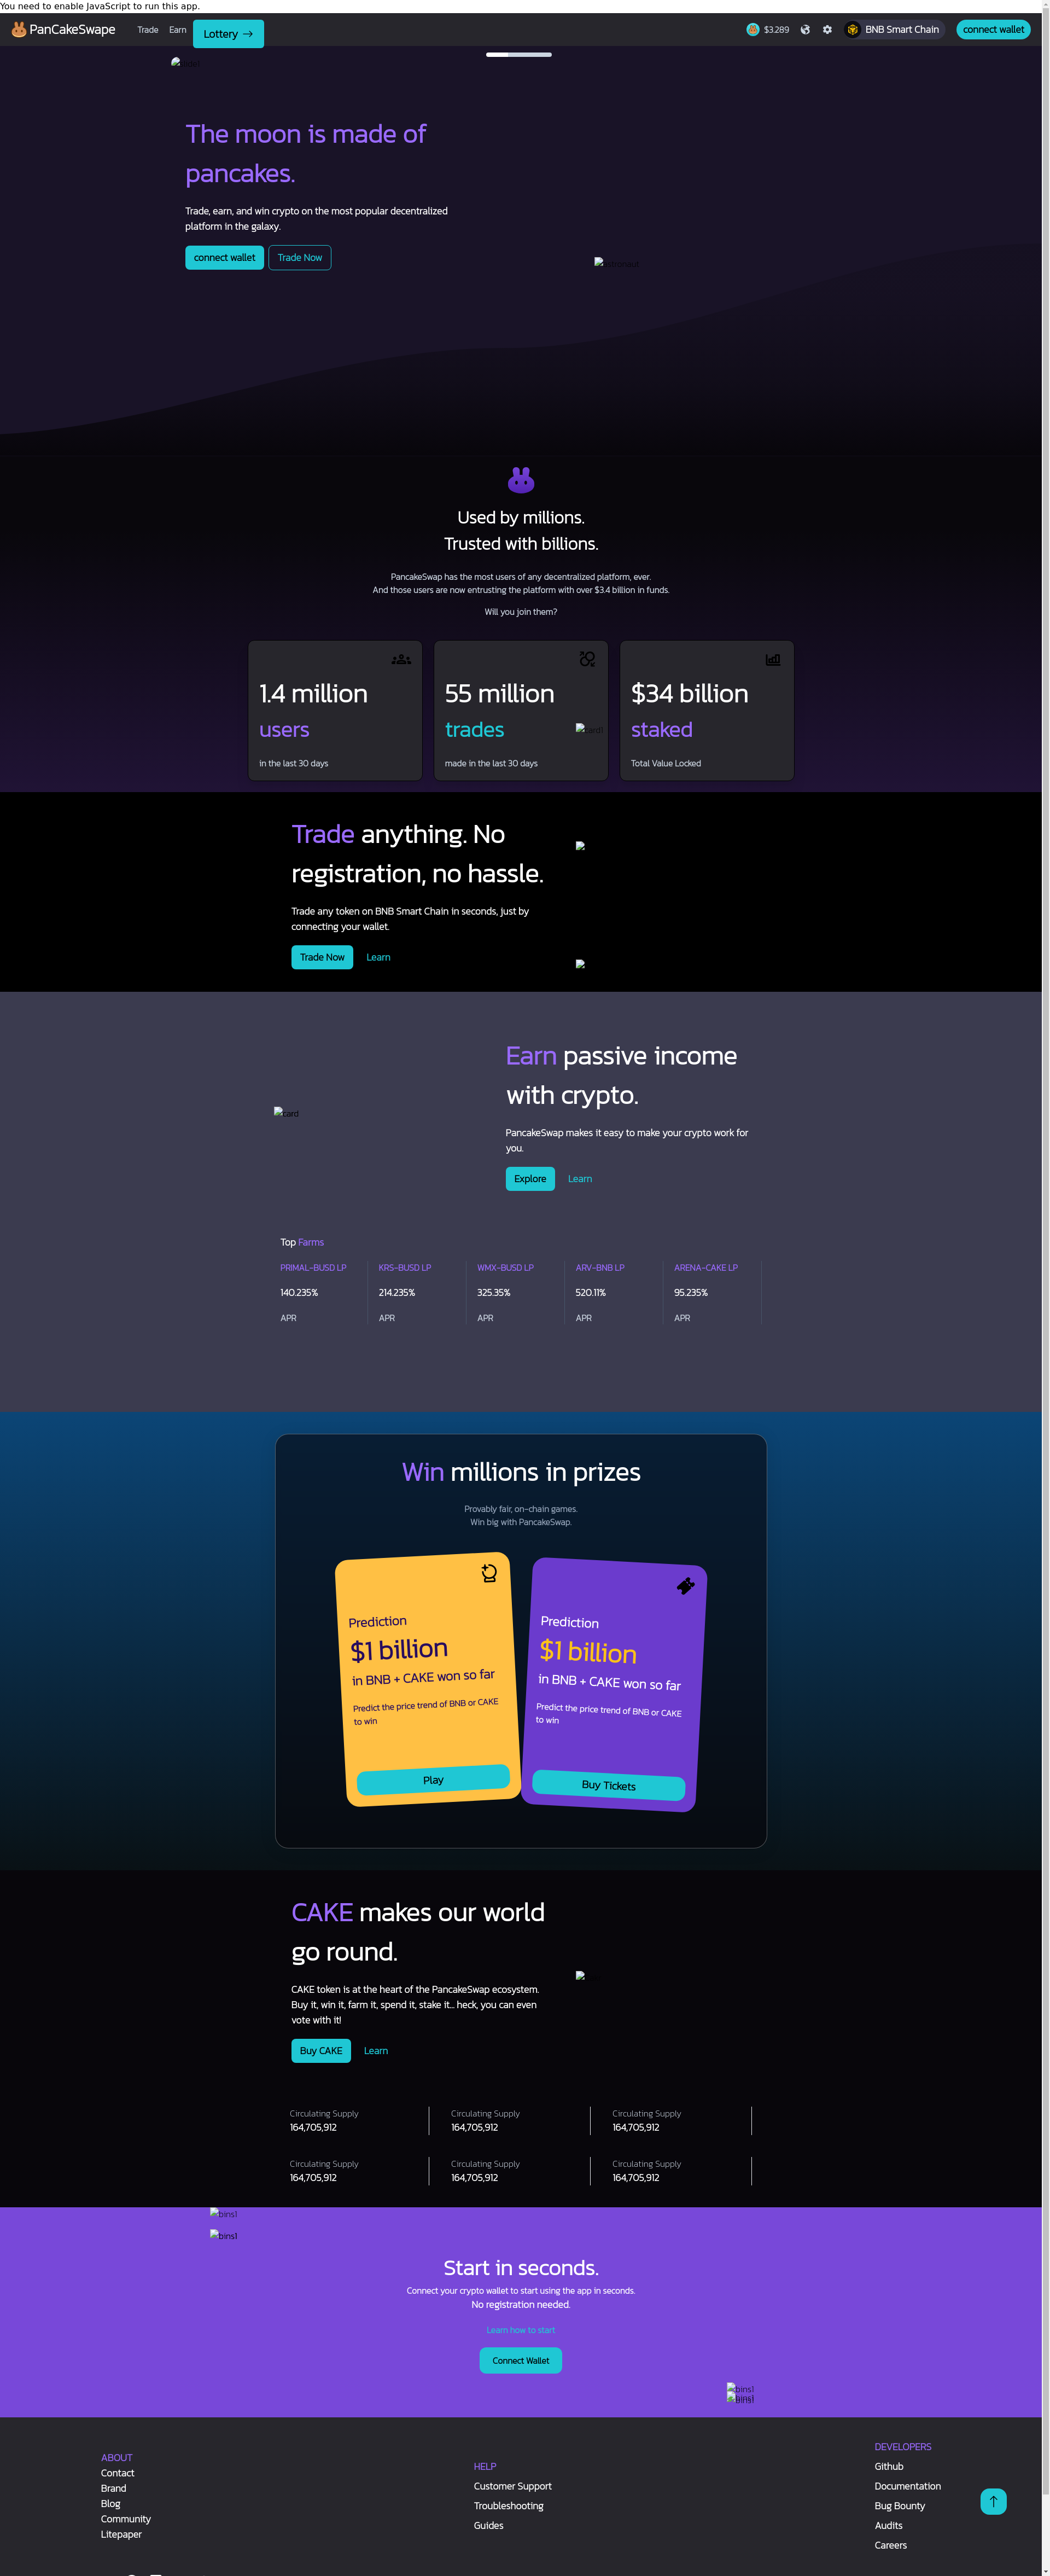 You need to enable JavaScript to run this app.
PanCakeSwape
Trade
Earn
Lottery
$3.289
BNB Smart Chain
connect wallet
The moon is made of
pancakes.
Trade, earn, and win crypto on the most popular decentralized
platform in the galaxy.
connect wallet
Trade Now
Used by millions.
Trusted with billions.
PancakeSwap has the most users of any decentralized platform, ever.
And those users are now entrusting the platform with over $3.4 billion in funds.
Will you join them?
1.4 million
users
in the last 30 days
55 million
trades
made in the last 30 days
$34 billion
staked
Total Value Locked
Trade anything. No
registration, no hassle.
Trade any token on BNB Smart Chain in seconds, just by
connecting your wallet.
Trade Now
Learn
card
Earn passive income
with crypto.
PancakeSwap makes it easy to make your crypto work for
you.
Explore
Learn
Top Farms
PRIMAL-BUSD LP
140.235%
APR
KRS-BUSD LP
214.235%
APR
WMX-BUSD LP
325.35%
APR
ARV-BNB LP
520.11%
APR
ARENA-CAKE LP
95.235%
APR
Win millions in prizes
Provably fair, on-chain games.
Win big with PancakeSwap.
Prediction
$1 billion
in BNB + CAKE won so far
Predict the price trend of BNB or CAKE
to win
Play
Prediction
$1 billion
in BNB + CAKE won so far
Predict the price trend of BNB or CAKE
to win
Buy Tickets
CAKE makes our world
go round.
CAKE token is at the heart of the PancakeSwap ecosystem.
Buy it, win it, farm it, spend it, stake it... heck, you can even
vote with it!
Buy CAKE
Learn
Circulating Supply
164,705,912
Circulating Supply
164,705,912
Circulating Supply
164,705,912
Circulating Supply
164,705,912
Circulating Supply
164,705,912
Circulating Supply
164,705,912
bins1
bins1
Start in seconds.
Connect your crypto wallet to start using the app in seconds.
No registration needed.
Learn how to start
Connect Wallet
bins1
bins1
ABOUT
Contact
Brand
Blog
Community
Litepaper
HELP
Customer Support
Troubleshooting
Guides
DEVELOPERS
Github
Documentation
Bug Bounty
Audits
Careers